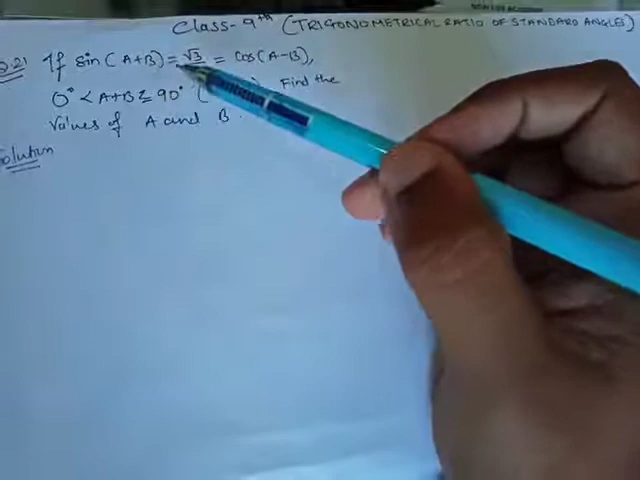 Class-9th (TRIGONOMETRICAL RATIO OF STANDARD ANGLES)
Q.21 If sin(A+B)=√3/2 = Cos(A-B),
0° < A+B ≤ 90° ( Find the
values of A and B.
Solution